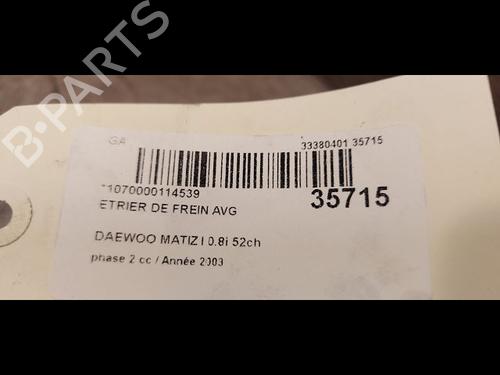 B-PARTS
GA
33380401 35715
*1070000114539
35715
ETRIER DE FREIN AVG
DAEWOO MATIZ I 0.8i 52ch
phase 2 cc / Année 2003